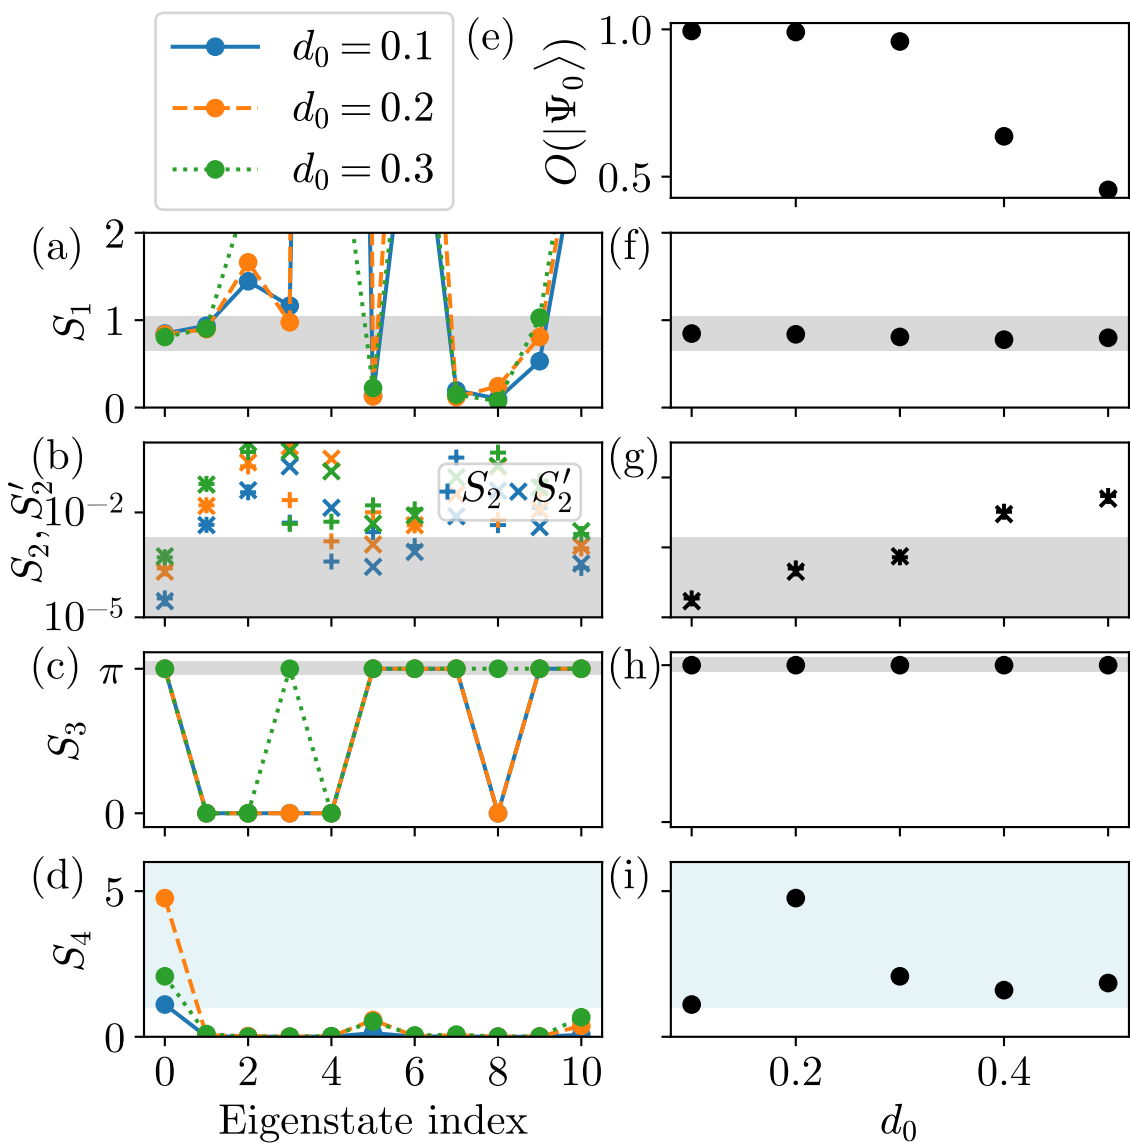 d₀ = 0.1
d₀ = 0.2
d₀ = 0.3
(e)
O(|Ψ₀⟩)
1.0
0.5
(a)
S₁
2
1
0
(f)
(b)
S₂, S₂′
10⁻²
10⁻⁵
S₂
S₂′
(g)
(c)
S₃
π
0
(h)
(d)
S₄
5
0
(i)
0 2 4 6 8 10
Eigenstate index
0.2 0.4
d₀